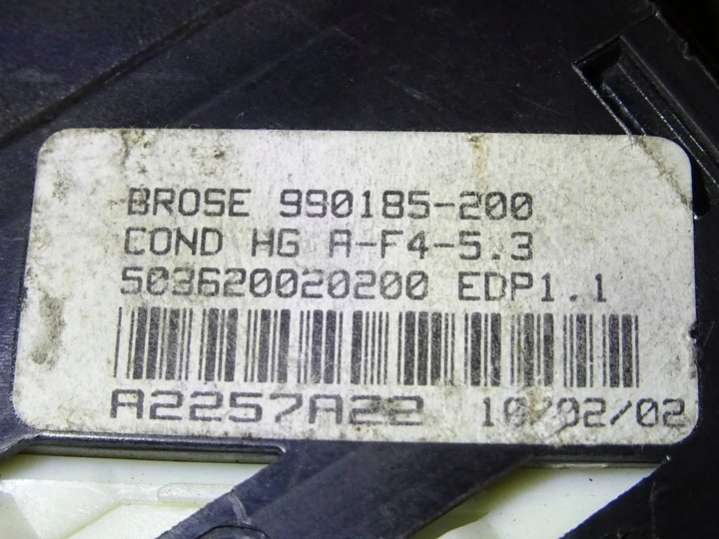 BROSE 990185-200
COND HG A-F4-5.3
503620020200 EDP1.1
A2257A22 10/02/02